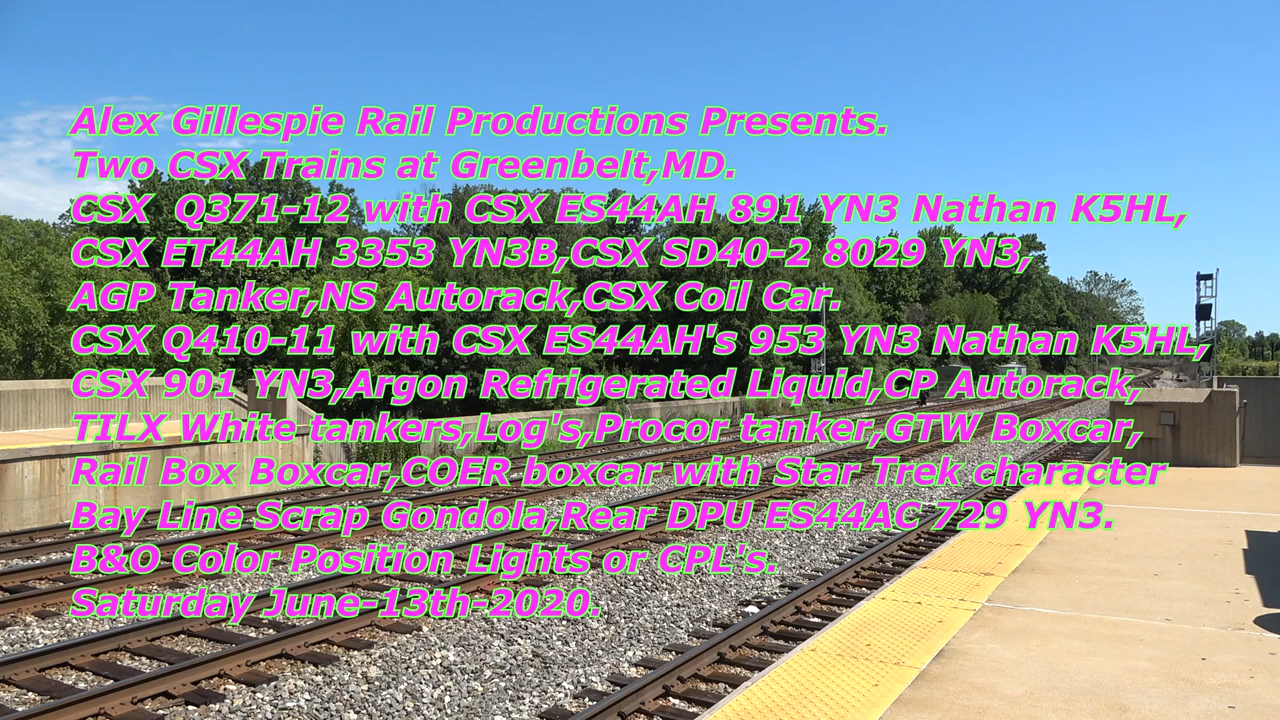 Alex Gillespie Rail Productions Presents.
Two CSX Trains at Greenbelt,MD.
CSX  Q371-12 with CSX ES44AH 891 YN3 Nathan K5HL,
CSX ET44AH 3353 YN3B,CSX SD40-2 8029 YN3,
AGP Tanker,NS Autorack,CSX Coil Car.
CSX Q410-11 with CSX ES44AH's 953 YN3 Nathan K5HL,
CSX 901 YN3,Argon Refrigerated Liquid,CP Autorack,
TILX White tankers,Log's,Procor tanker,GTW Boxcar,
Rail Box Boxcar,COER boxcar with Star Trek character
Bay Line Scrap Gondola,Rear DPU ES44AC 729 YN3.
B&O Color Position Lights or CPL's.
Saturday June-13th-2020.